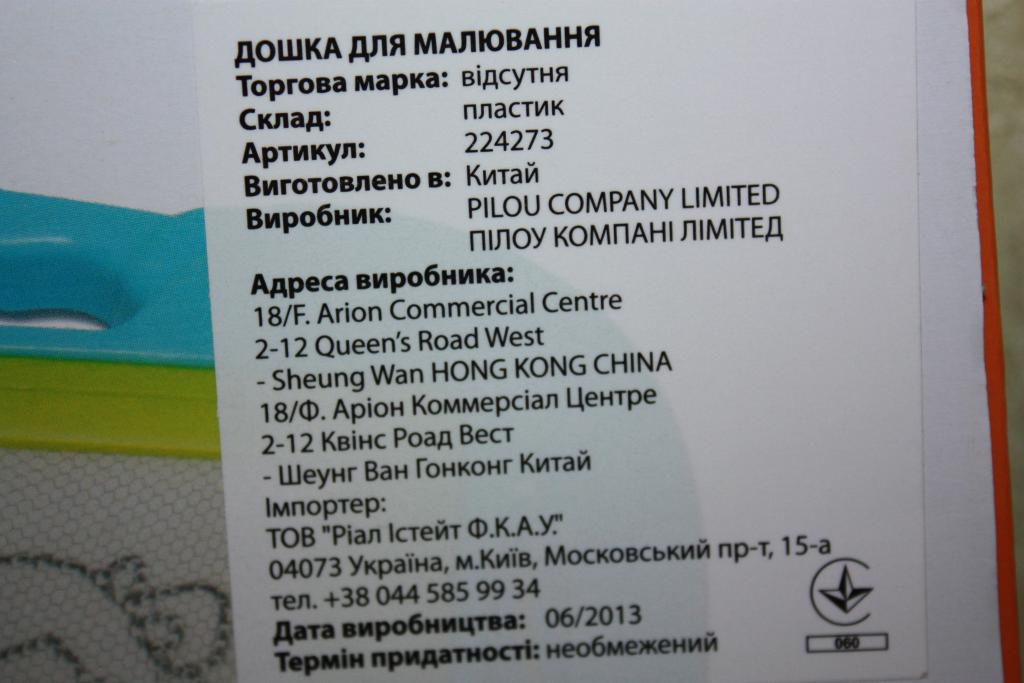 ДОШКА ДЛЯ МАЛЮВАННЯ
Торгова марка: відсутня
Склад: пластик
Артикул: 224273
Виготовлено в: Китай
Виробник: PILOU COMPANY LIMITED
ПІЛОУ КОМПАНІ ЛІМІТЕД
Адреса виробника:
18/F. Arion Commercial Centre
2-12 Queen's Road West
- Sheung Wan HONG KONG CHINA
18/Ф. Аріон Коммерсіал Центре
2-12 Квінс Роад Вест
- Шеунг Ван Гонконг Китай
Імпортер:
ТОВ "Ріал Істейт Ф.К.А.У."
04073 Україна, м.Київ, Московський пр-т, 15-а
тел. +38 044 585 99 34
Дата виробництва: 06/2013
Термін придатності: необмежений
060